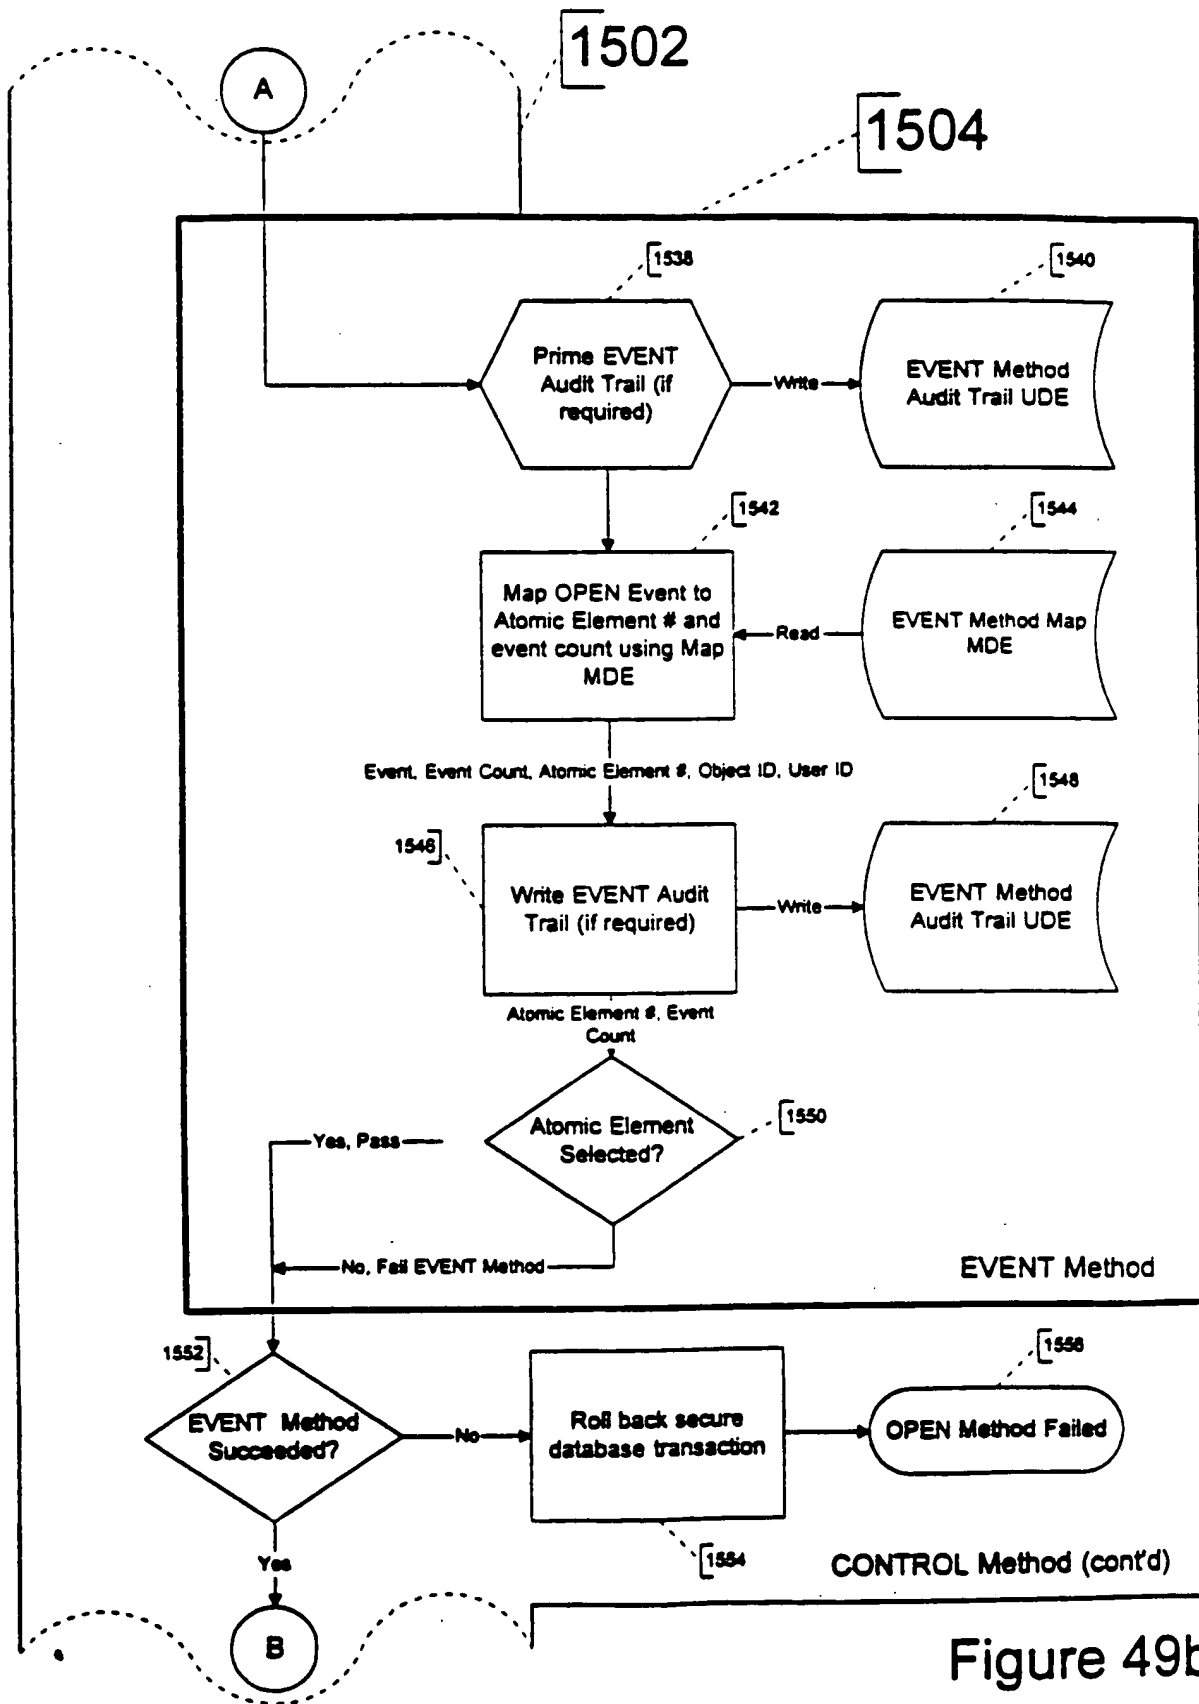 1502
A
1504
1538
1540
Prime EVENT
Audit Trail (if
required)
Write
EVENT Method
Audit Trail UDE
1542
1544
Map OPEN Event to
Atomic Element # and
event count using Map
MDE
Read
EVENT Method Map
MDE
Event, Event Count, Atomic Element #, Object ID, User ID
1548
1546
Write EVENT Audit
Trail (if required)
Write
EVENT Method
Audit Trail UDE
Atomic Element #, Event
Count
1550
Atomic Element
Selected?
Yes, Pass
No, Fail EVENT Method
EVENT Method
1552
1556
EVENT Method
Succeeded?
No
Roll back secure
database transaction
OPEN Method Failed
Yes
1554
CONTROL Method (cont'd)
B
Figure 49b